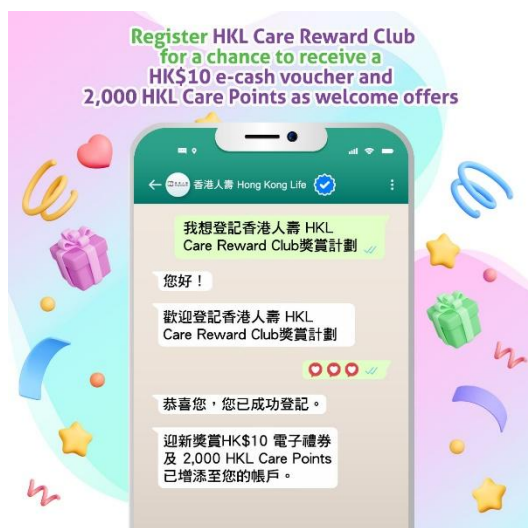 Register HKL Care Reward Club
for a chance to receive a
HK$10 e-cash voucher and
2,000 HKL Care Points as welcome offers
香港人壽 Hong Kong Life
我想登記香港人壽 HKL
Care Reward Club獎賞計劃
您好！
歡迎登記香港人壽 HKL
Care Reward Club獎賞計劃
恭喜您，您已成功登記。
迎新獎賞HK$10 電子禮券
及 2,000 HKL Care Points
已增添至您的帳戶。